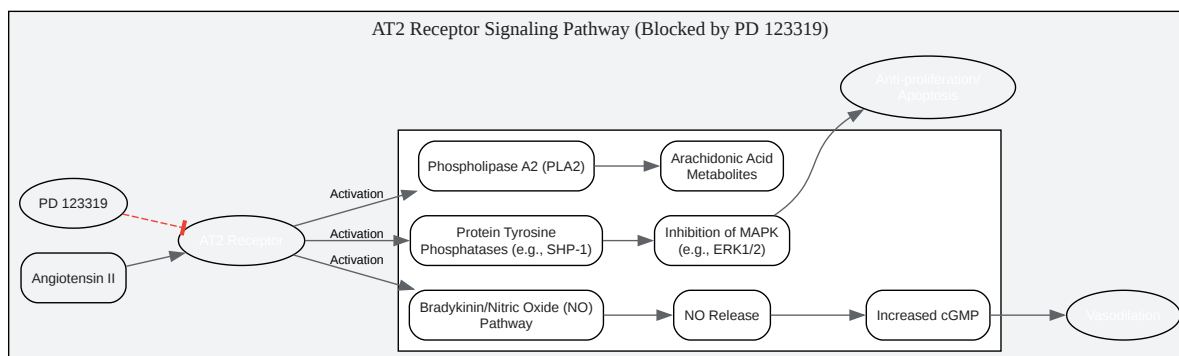 AT2 Receptor Signaling Pathway (Blocked by PD 123319)
Anti-proliferation/
Apoptosis
Phospholipase A2 (PLA2)
Arachidonic Acid
Metabolites
Activation
PD 123319
AT2 Receptor
Activation
Protein Tyrosine
Phosphatases (e.g., SHP-1)
Inhibition of MAPK
(e.g., ERK1/2)
Angiotensin II
Activation
Bradykinin/Nitric Oxide (NO)
Pathway
NO Release
Increased cGMP
Vasodilation